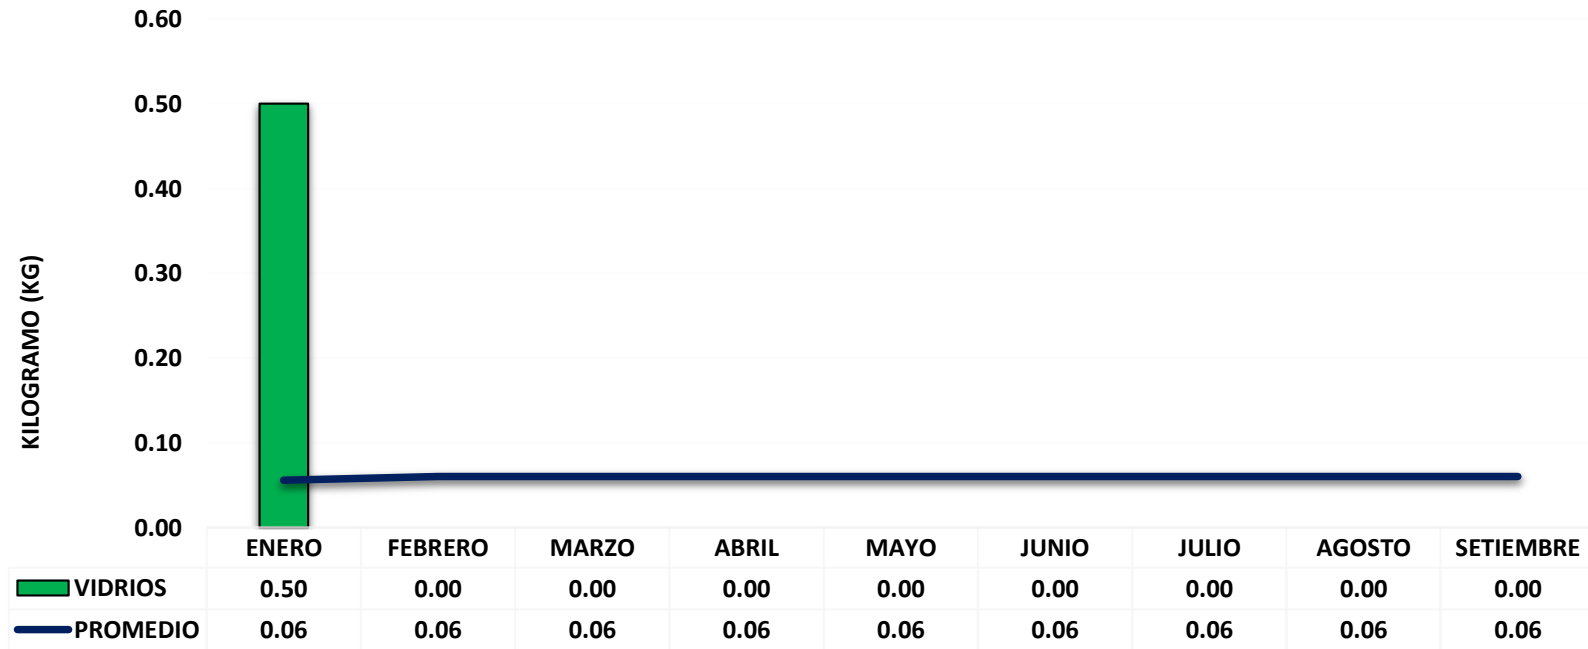 0.60
0.50
0.40
0.30
0.20
0.10
0.00
KILOGRAMO (KG)
ENERO FEBRERO MARZO ABRIL MAYO JUNIO JULIO AGOSTO SETIEMBRE
VIDRIOS 0.50 0.00 0.00 0.00 0.00 0.00 0.00 0.00 0.00
PROMEDIO 0.06 0.06 0.06 0.06 0.06 0.06 0.06 0.06 0.06